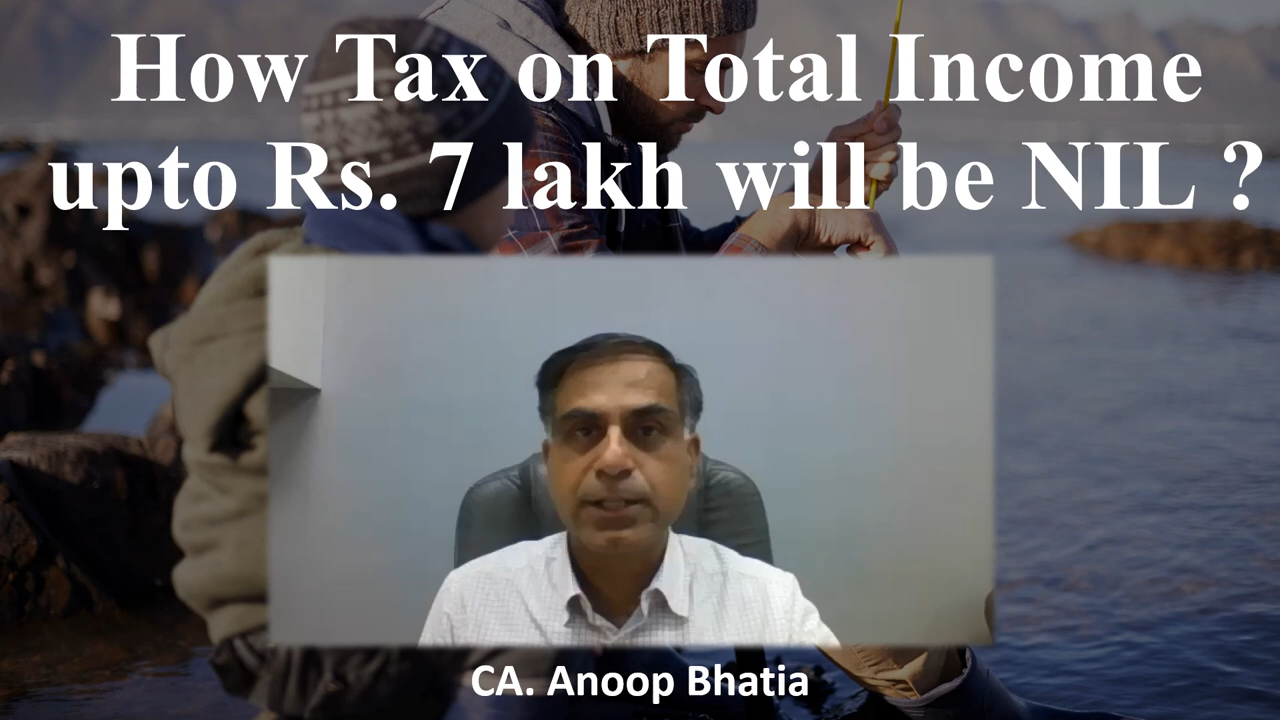 How Tax on Total Income
upto Rs. 7 lakh will be NIL ?
CA. Anoop Bhatia